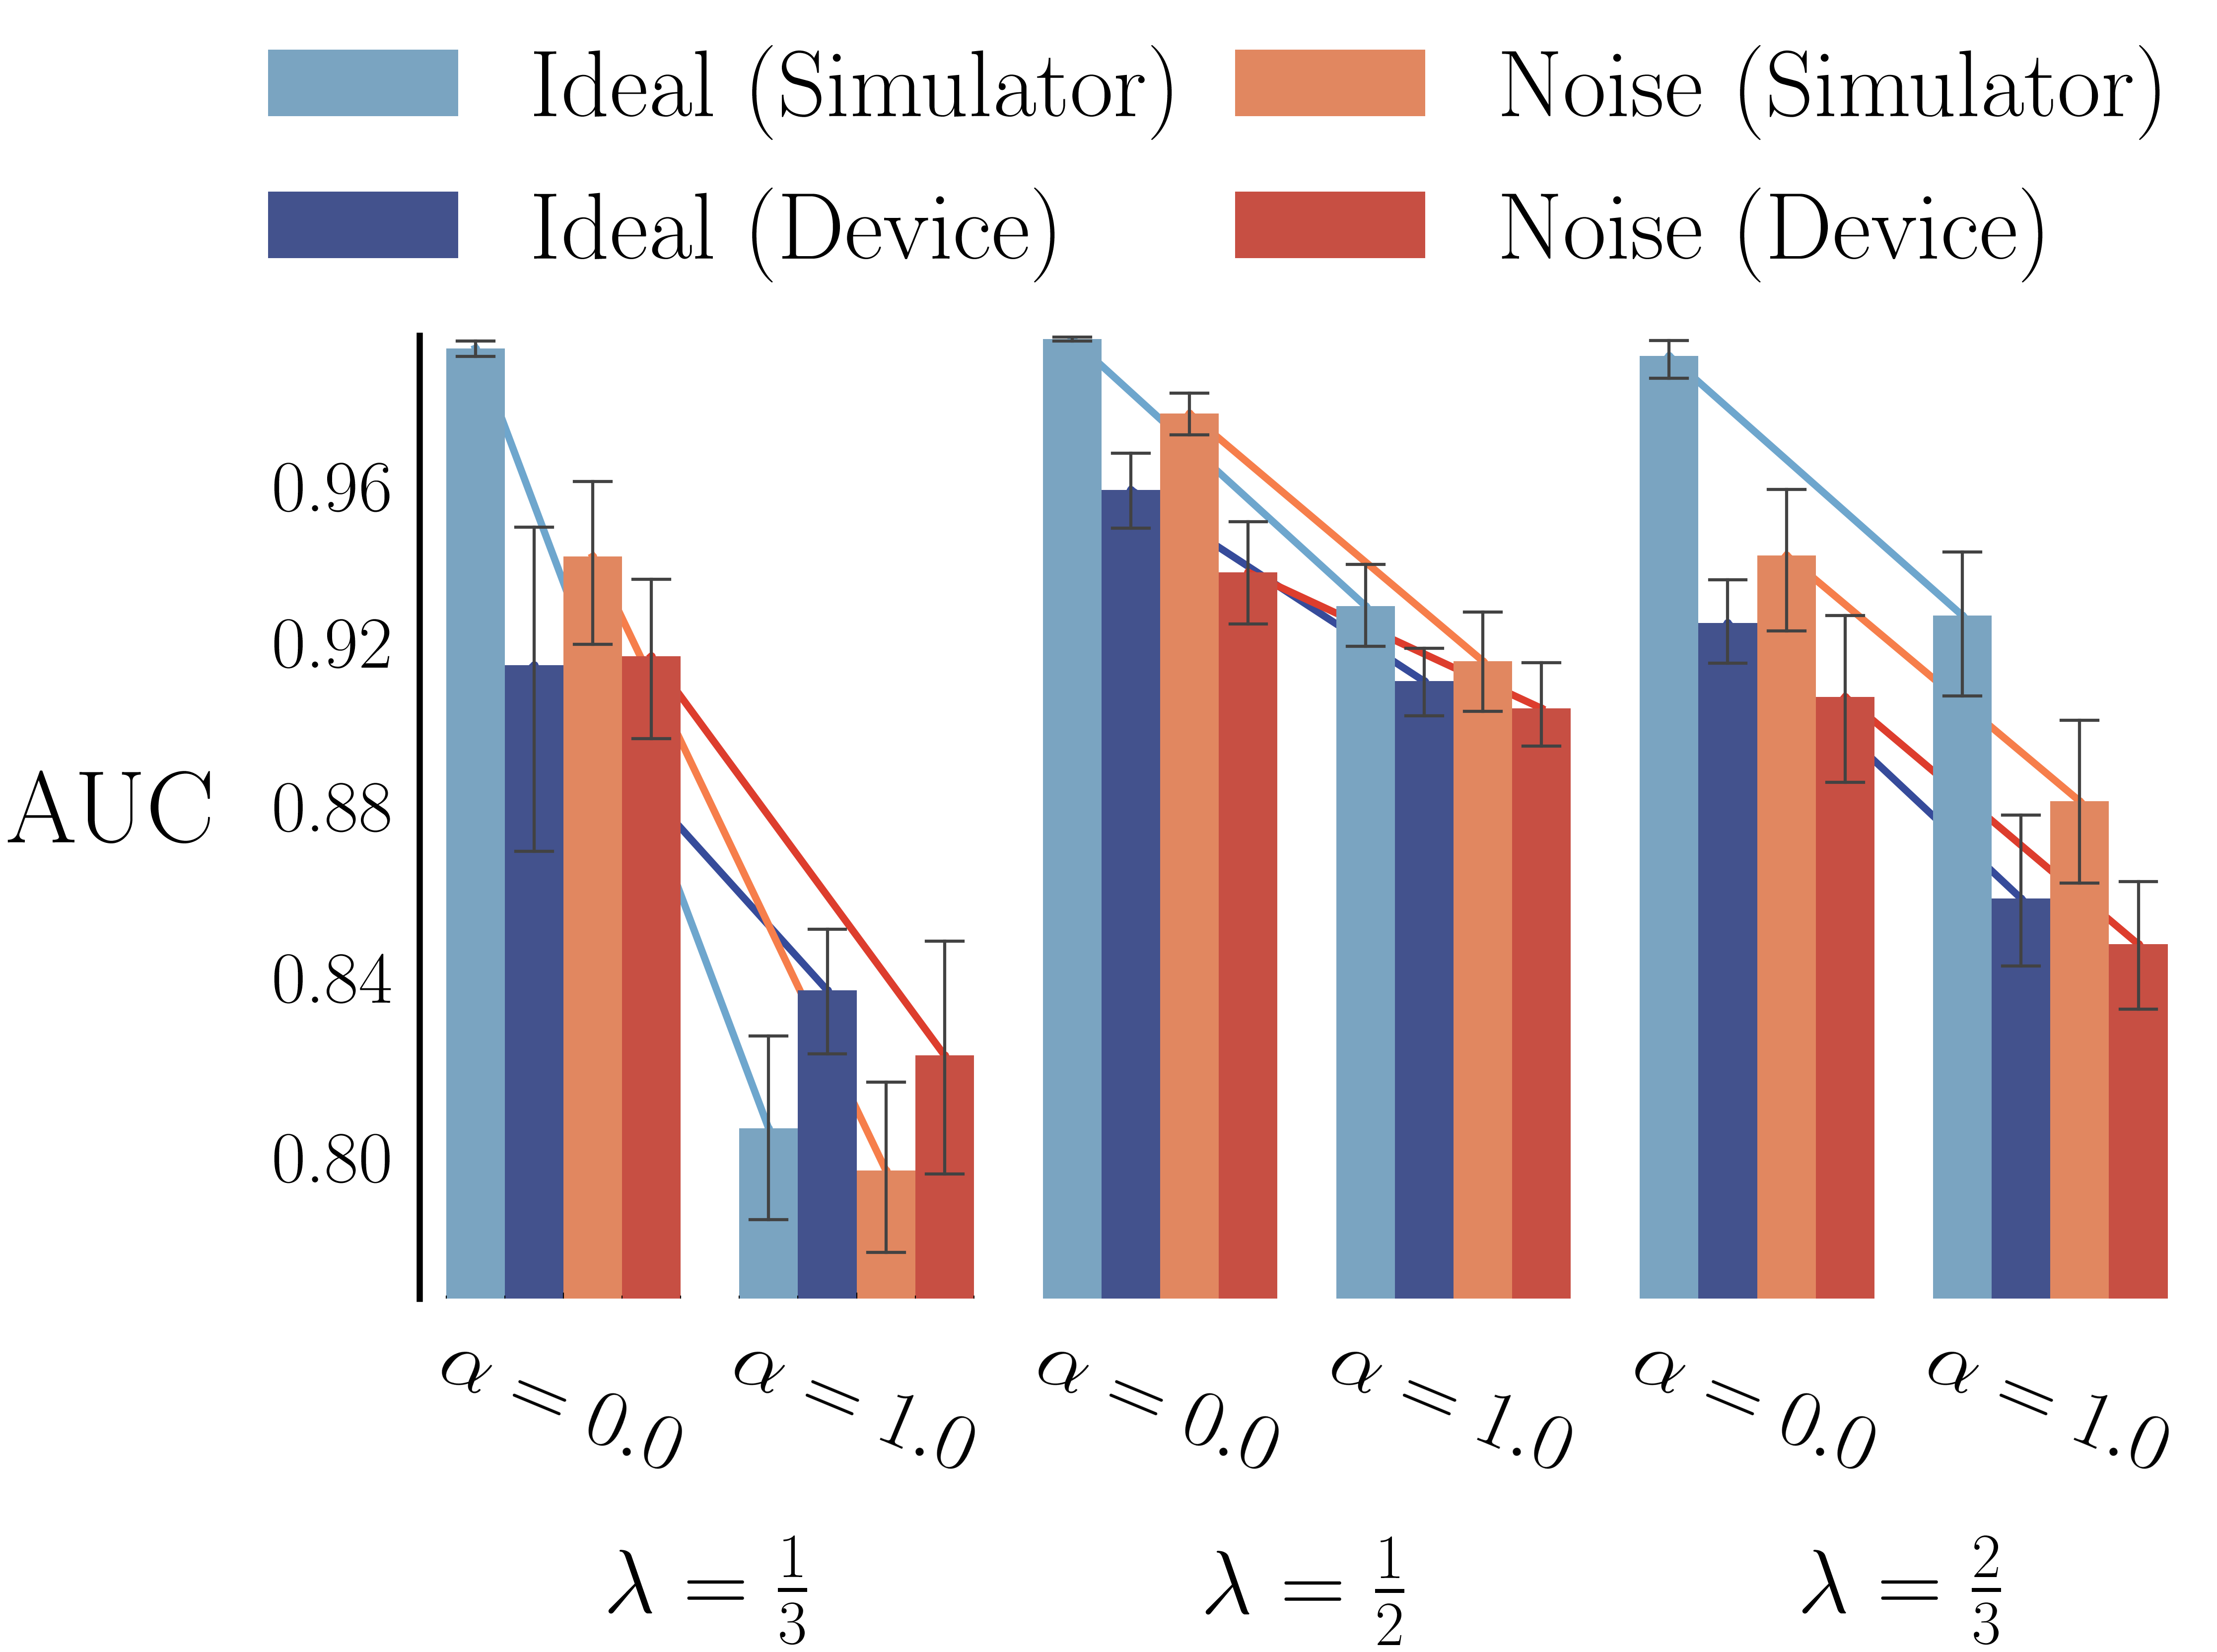 Ideal (Simulator) Noise (Simulator)
Ideal (Device) Noise (Device)
0.96
0.92
AUC
0.88
0.84
0.80
α = 0.0 α = 1.0 α = 0.0 α = 1.0 α = 0.0 α = 1.0
λ = 1/3 λ = 1/2 λ = 2/3